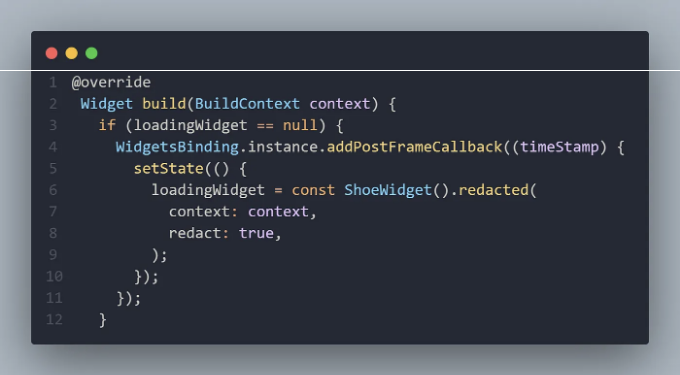 1 @override
2 Widget build(BuildContext context) {
3 if (loadingWidget == null) {
4 WidgetsBinding.instance.addPostFrameCallback((timeStamp) {
5 setState(() {
6 loadingWidget = const ShoeWidget().redacted(
7 context: context,
8 redact: true,
9 );
10 });
11 });
12 }